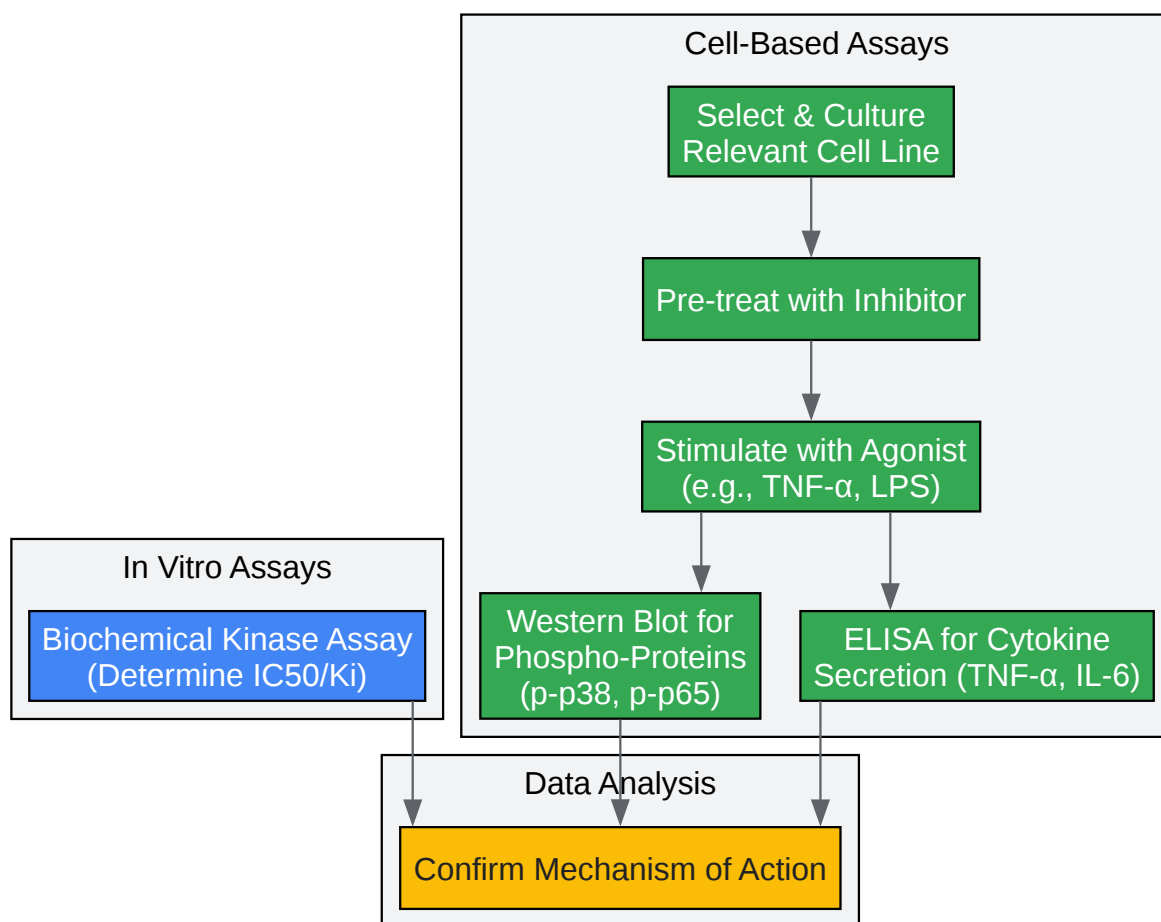 Cell-Based Assays
Select & Culture
Relevant Cell Line
Pre-treat with Inhibitor
Stimulate with Agonist
(e.g., TNF-α, LPS)
In Vitro Assays
Biochemical Kinase Assay
(Determine IC50/Ki)
Western Blot for
Phospho-Proteins
(p-p38, p-p65)
ELISA for Cytokine
Secretion (TNF-α, IL-6)
Data Analysis
Confirm Mechanism of Action